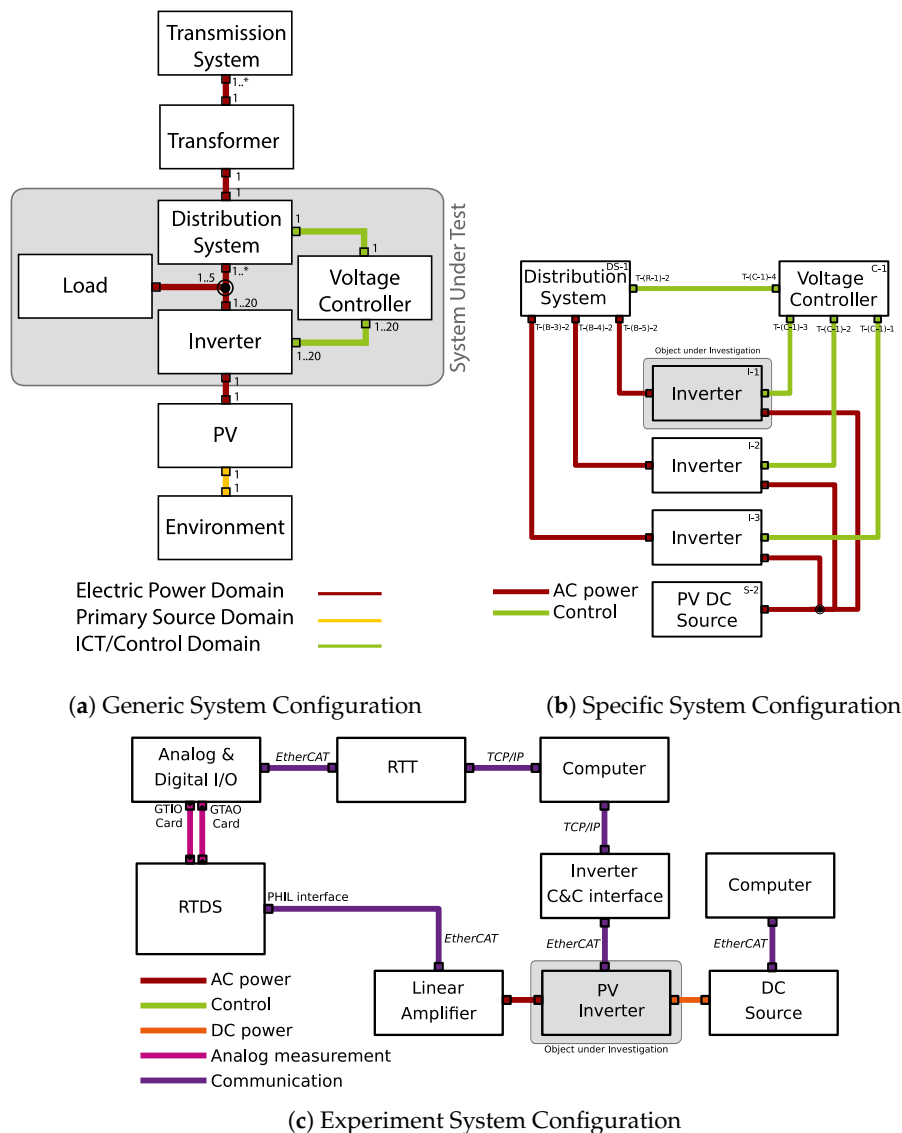 Transmission
System
1..*
1
Transformer
1
1
Distribution
System
1
1
1..*
1..5
Load
Voltage
Controller
1..20
1..20
1..20
Inverter
System Under Test
1
1
PV
1
1
Environment
Electric Power Domain
Primary Source Domain
ICT/Control Domain
(a) Generic System Configuration
DS-1
Distribution
System
T-(R-1)-2
T-(C-1)-4
C-1
Voltage
Controller
T-(B-3)-2
T-(B-4)-2
T-(B-5)-2
T-(C-1)-3
T-(C-1)-2
T-(C-1)-1
Object under Investigation
I-1
Inverter
I-2
Inverter
I-3
Inverter
S-2
PV DC
Source
AC power
Control
(b) Specific System Configuration
Analog &
Digital I/O
EtherCAT
RTT
TCP/IP
Computer
GTIO
Card
GTAO
Card
TCP/IP
RTDS
PHIL interface
Inverter
C&C interface
Computer
EtherCAT
EtherCAT
EtherCAT
Linear
Amplifier
PV
Inverter
DC
Source
Object under Investigation
AC power
Control
DC power
Analog measurement
Communication
(c) Experiment System Configuration